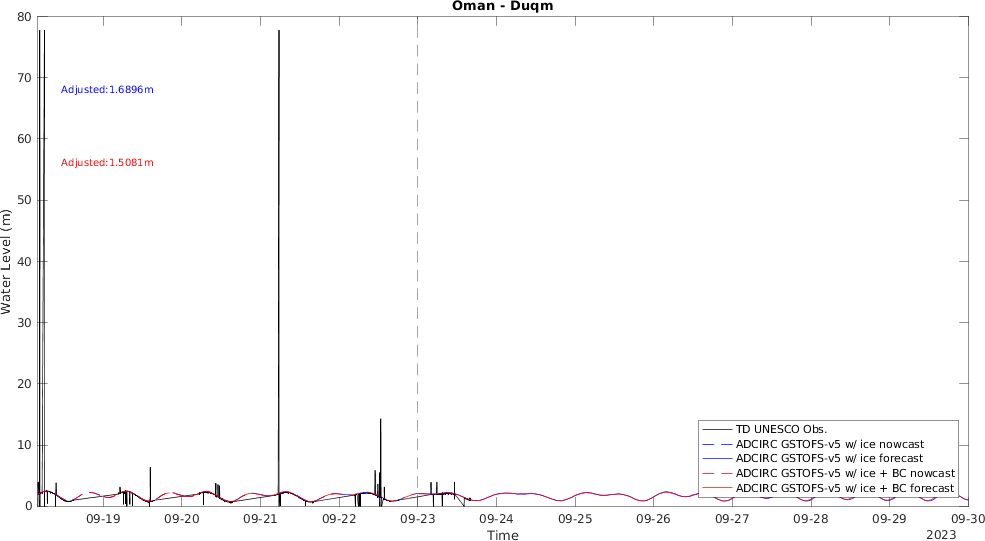 Oman - Duqm
80
70
60
50
40
30
20
10
0
Water Level (m)
Adjusted:1.6896m
Adjusted:1.5081m
TD UNESCO Obs.
ADCIRC GSTOFS-v5 w/ ice nowcast
ADCIRC GSTOFS-v5 w/ ice forecast
ADCIRC GSTOFS-v5 w/ ice + BC nowcast
ADCIRC GSTOFS-v5 w/ ice + BC forecast
09-19 09-20 09-21 09-22 09-23 09-24 09-25 09-26 09-27 09-28 09-29 09-30
Time
2023